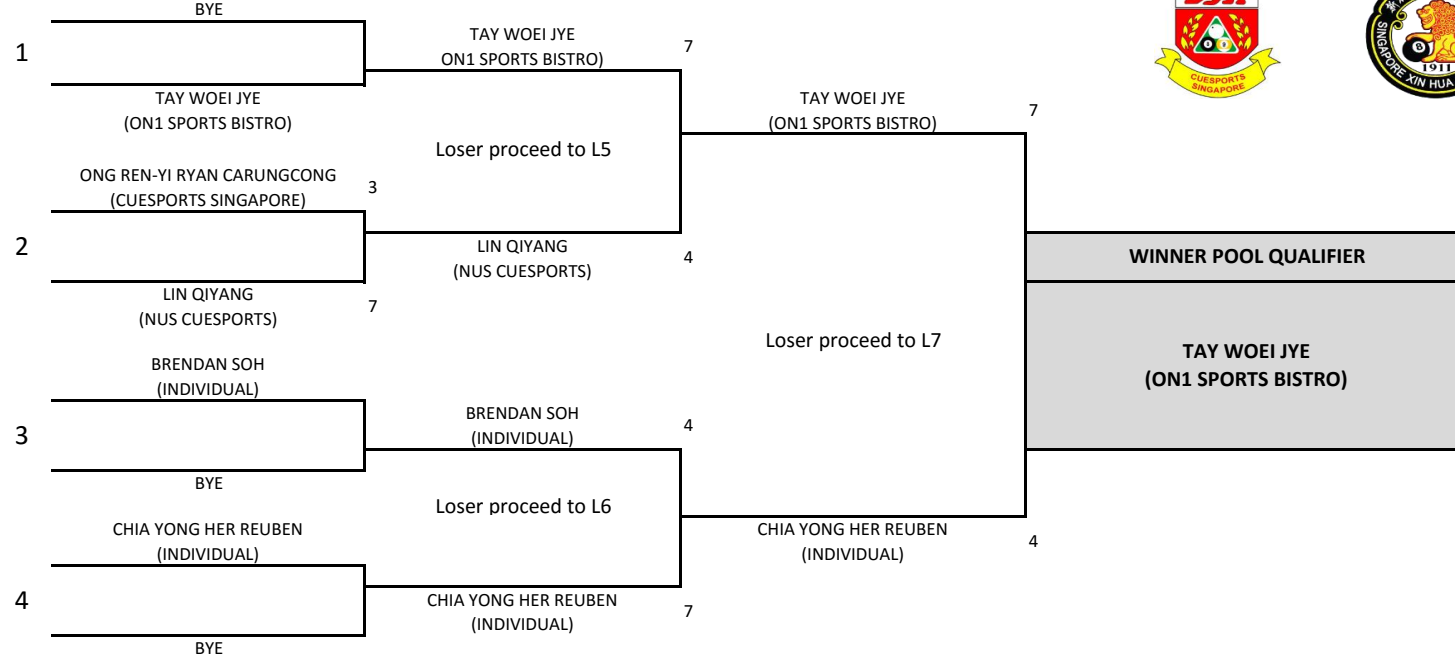 BYE
1
TAY WOEI JYE
(ON1 SPORTS BISTRO)
ONG REN-YI RYAN CARUNGCONG
(CUESPORTS SINGAPORE)
3
2
LIN QIYANG
(NUS CUESPORTS)
7
BRENDAN SOH
(INDIVIDUAL)
3
BYE
CHIA YONG HER REUBEN
(INDIVIDUAL)
4
BYE
TAY WOEI JYE
ON1 SPORTS BISTRO)
7
Loser proceed to L5
LIN QIYANG
(NUS CUESPORTS)
4
BRENDAN SOH
(INDIVIDUAL)
4
Loser proceed to L6
CHIA YONG HER REUBEN
(INDIVIDUAL)
7
TAY WOEI JYE
(ON1 SPORTS BISTRO)
7
Loser proceed to L7
CHIA YONG HER REUBEN
(INDIVIDUAL)
4
WINNER POOL QUALIFIER
TAY WOEI JYE
(ON1 SPORTS BISTRO)
CUESPORTS
SINGAPORE
SINGAPORE XIN HUA
1911